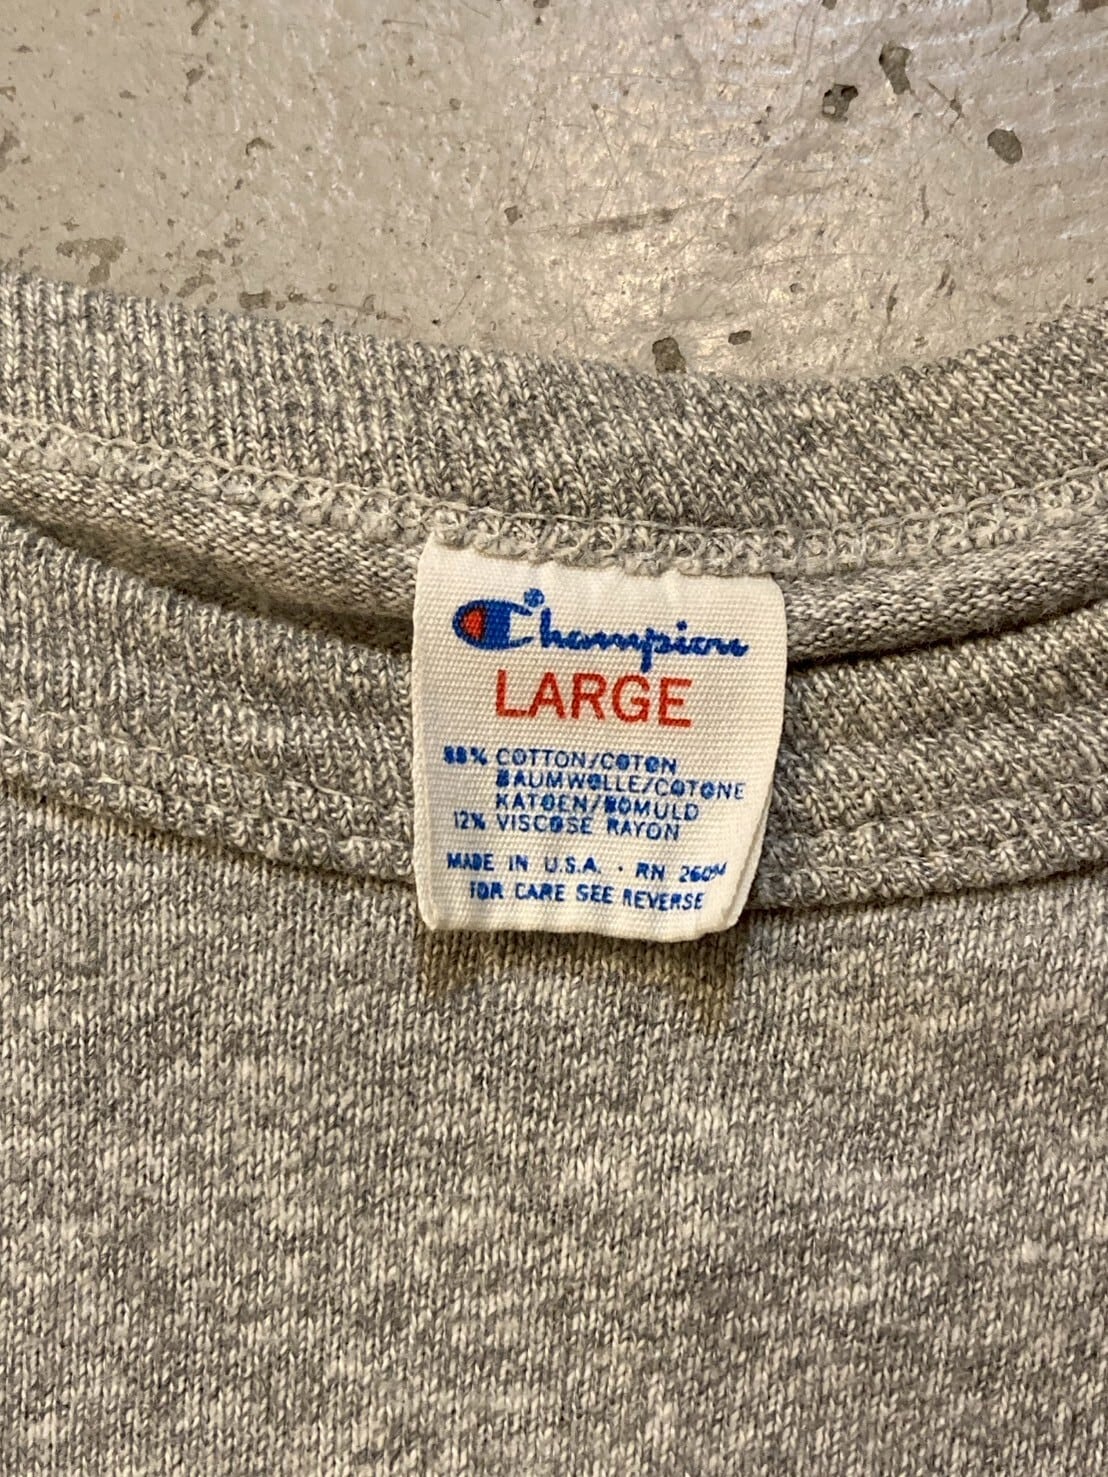 Champion
LARGE
88% COTTON/COTON
BAUMWOLLE/COTONE
KATOEN/BOMULD
12% VISCOSE RAYON
MADE IN U.S.A. · RN 26094
FOR CARE SEE REVERSE